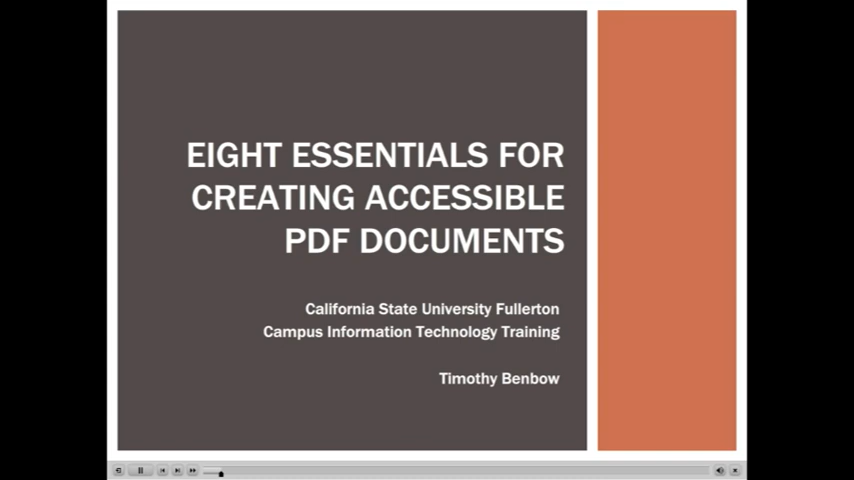 EIGHT ESSENTIALS FOR
CREATING ACCESSIBLE
PDF DOCUMENTS
California State University Fullerton
Campus Information Technology Training
Timothy Benbow